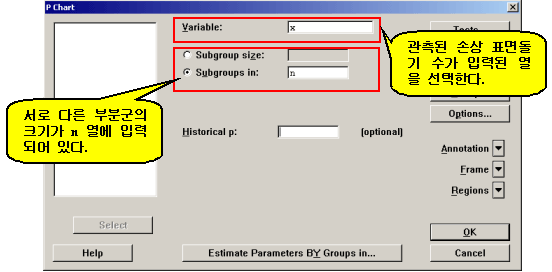 P Chart
Variable:
x
Subgroup size:
Subgroups in:
n
Historical p:
(optional)
Tests...
Options...
Annotation
Frame
Regions
Select
OK
Help
Estimate Parameters BY Groups in...
Cancel
관측된 손상 표면돌
기 수가 입력된 열
을 선택한다.
서로 다른 부분군의
크기가 n 열에 입력
되어 있다.